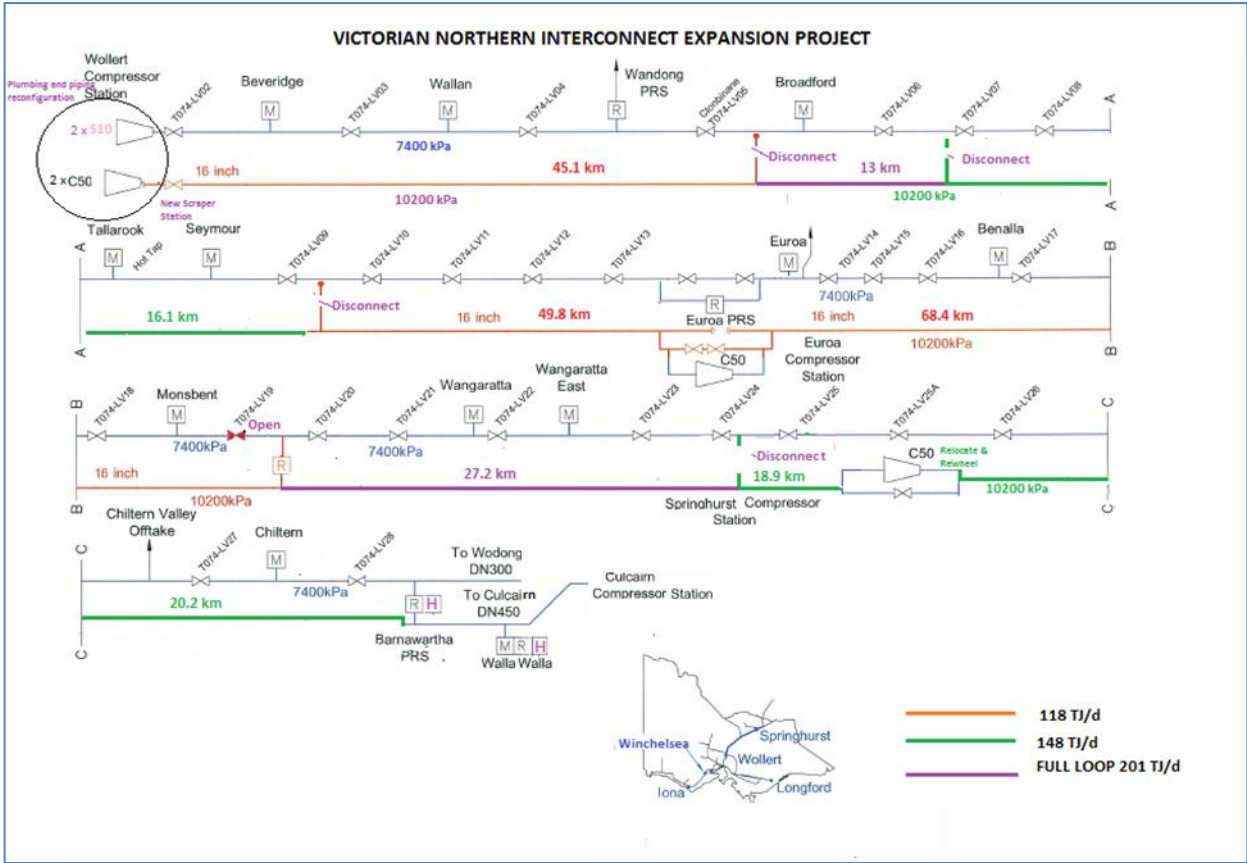 VICTORIAN NORTHERN INTERCONNECT EXPANSION PROJECT
Wollert
Compressor
Station
Plumbing and piping
reconfiguration
T074-LV02
Beveridge
M
T074-LV03
Wallan
M
T074-LV04
Wandong
PRS
R
Clonbinane
T074-LV05
Broadford
M
T074-LV06
T074-LV07
T074-LV08
A
2 x S10
7400 kPa
Disconnect
Disconnect
2 x C50
16 inch
45.1 km
13 km
New Scraper
Station
10200 kPa
10200 kPa
A
A
Tallarook
M
Hot Tap
Seymour
M
T074-LV09
T074-LV10
T074-LV11
T074-LV12
T074-LV13
Euroa
M
T074-LV14
T074-LV15
T074-LV16
Benalla
M
T074-LV17
B
7400kPa
R
Euroa PRS
Disconnect
16.1 km
16 inch
49.8 km
16 inch
68.4 km
10200kPa
A
C50
Euroa
Compressor
Station
B
B
T074-LV18
Monsbent
M
T074-LV19
Open
T074-LV20
T074-LV21
Wangaratta
M
T074-LV22
Wangaratta
East
M
T074-LV23
T074-LV24
T074-LV25
T074-LV25A
T074-LV26
C
7400kPa
7400kPa
R
Disconnect
C50
Relocate &
Rewheel
16 inch
27.2 km
18.9 km
10200kPa
10200 kPa
B
Springhurst Compressor
Station
C
Chiltern Valley
Offtake
C
T074-LV27
Chiltern
M
T074-LV28
To Wodong
DN300
7400kPa
20.2 km
R H
To Culcairn
DN450
Culcairn
Compressor Station
Barnawartha
PRS
M R H
Walla Walla
C
Springhurst
Winchelsea
Wollert
Iona
Longford
118 TJ/d
148 TJ/d
FULL LOOP 201 TJ/d